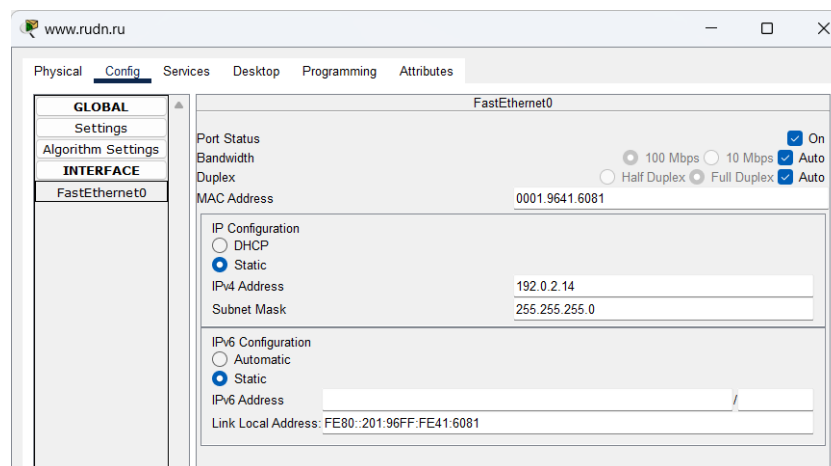 www.rudn.ru
Physical Config Services Desktop Programming Attributes
GLOBAL
Settings
Algorithm Settings
INTERFACE
FastEthernet0
FastEthernet0
Port Status On
Bandwidth 100 Mbps 10 Mbps Auto
Duplex Half Duplex Full Duplex Auto
MAC Address 0001.9641.6081
IP Configuration
DHCP
Static
IPv4 Address 192.0.2.14
Subnet Mask 255.255.255.0
IPv6 Configuration
Automatic
Static
IPv6 Address /
Link Local Address: FE80::201:96FF:FE41:6081